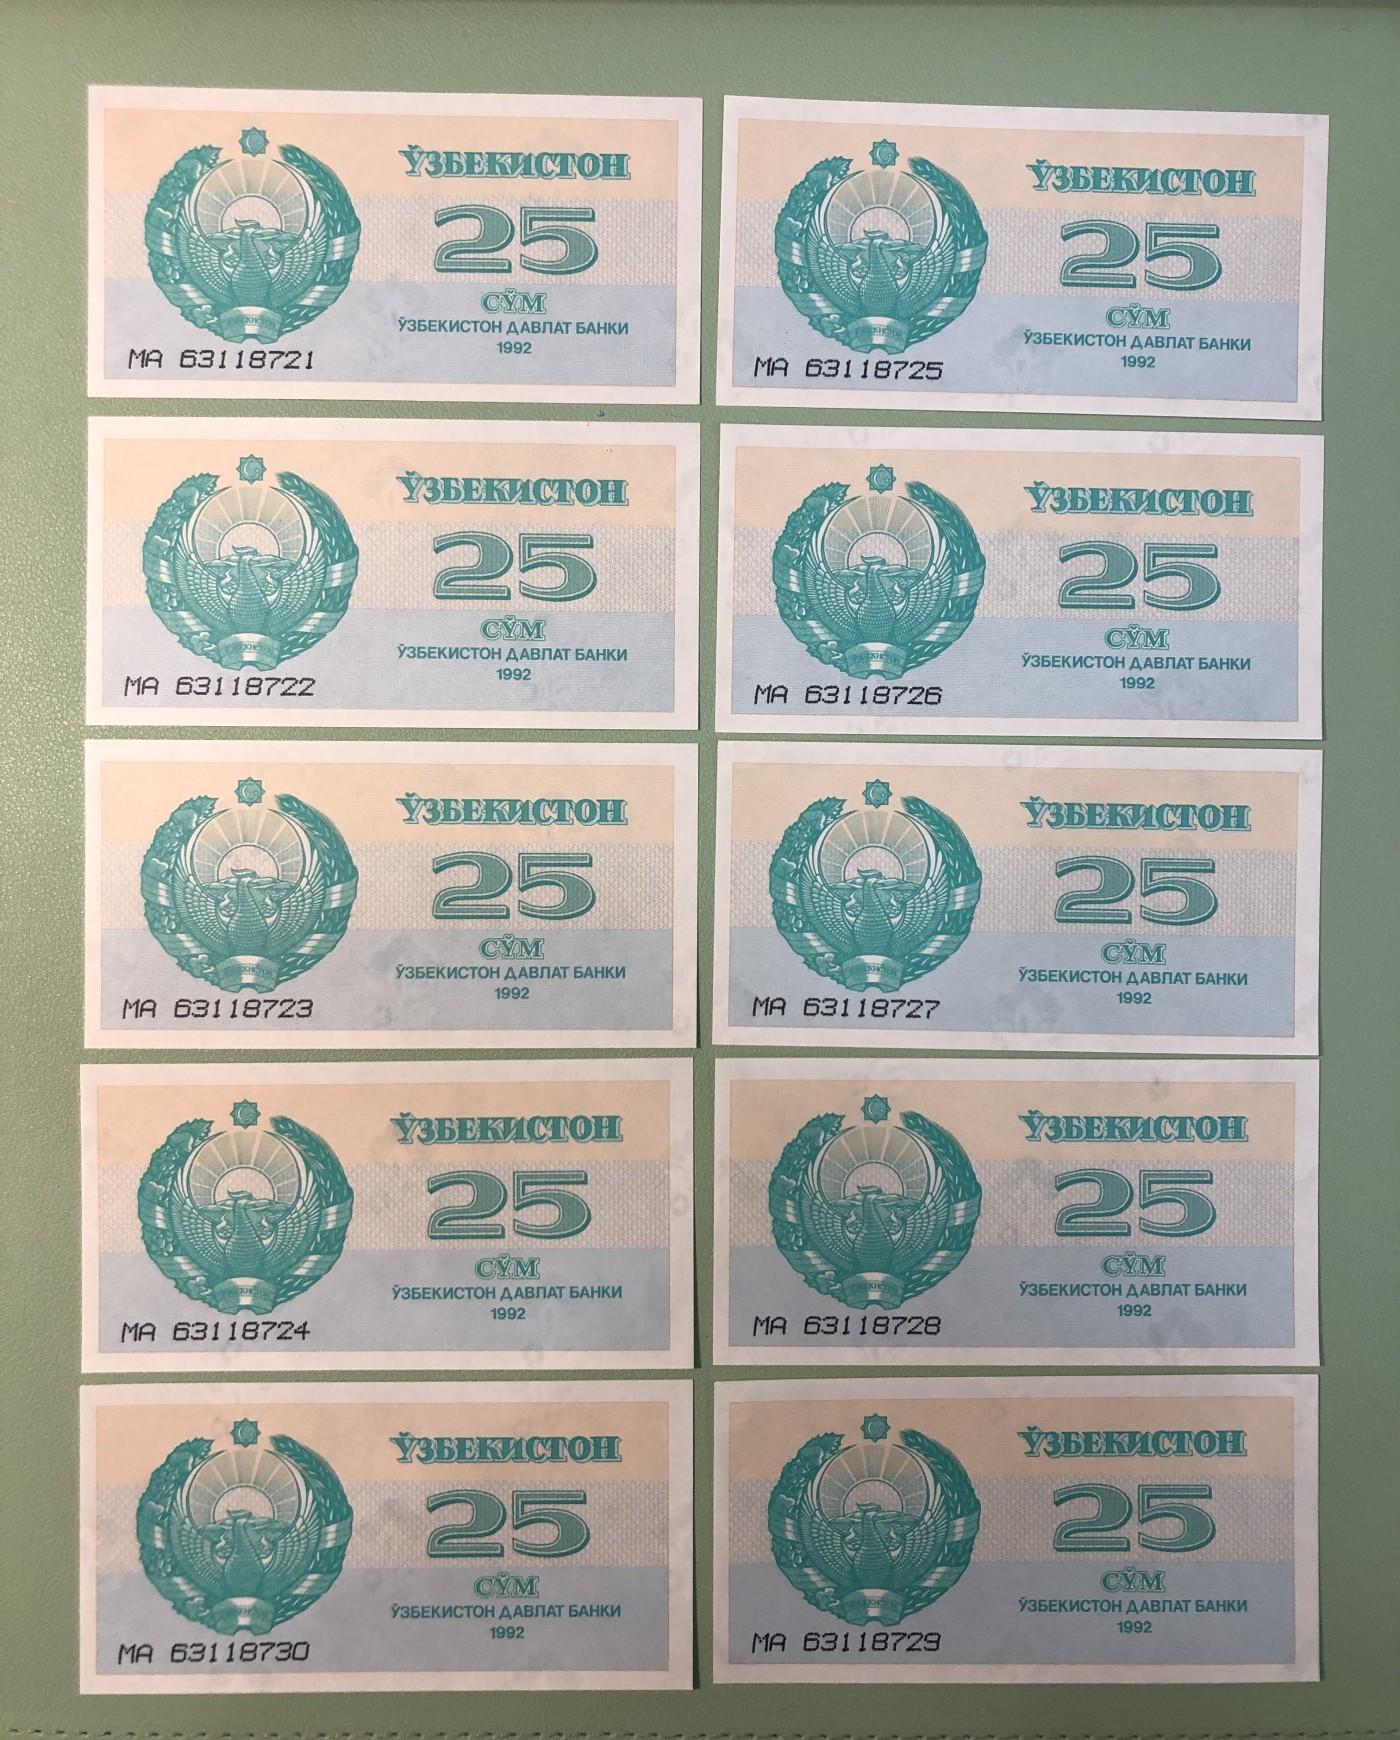 ЎЗБЕКИСТОН
25
СЎМ
ЎЗБЕКИСТОН ДАВЛАТ БАНКИ
1992
МА 63118721
ЎЗБЕКИСТОН
25
СЎМ
ЎЗБЕКИСТОН ДАВЛАТ БАНКИ
1992
МА 63118725
ЎЗБЕКИСТОН
25
СЎМ
ЎЗБЕКИСТОН ДАВЛАТ БАНКИ
1992
МА 63118722
ЎЗБЕКИСТОН
25
СЎМ
ЎЗБЕКИСТОН ДАВЛАТ БАНКИ
1992
МА 63118726
ЎЗБЕКИСТОН
25
СЎМ
ЎЗБЕКИСТОН ДАВЛАТ БАНКИ
1992
МА 63118723
ЎЗБЕКИСТОН
25
СЎМ
ЎЗБЕКИСТОН ДАВЛАТ БАНКИ
1992
МА 63118727
ЎЗБЕКИСТОН
25
СЎМ
ЎЗБЕКИСТОН ДАВЛАТ БАНКИ
1992
МА 63118724
ЎЗБЕКИСТОН
25
СЎМ
ЎЗБЕКИСТОН ДАВЛАТ БАНКИ
1992
МА 63118728
ЎЗБЕКИСТОН
25
СЎМ
ЎЗБЕКИСТОН ДАВЛАТ БАНКИ
1992
МА 63118730
ЎЗБЕКИСТОН
25
СЎМ
ЎЗБЕКИСТОН ДАВЛАТ БАНКИ
1992
МА 63118729